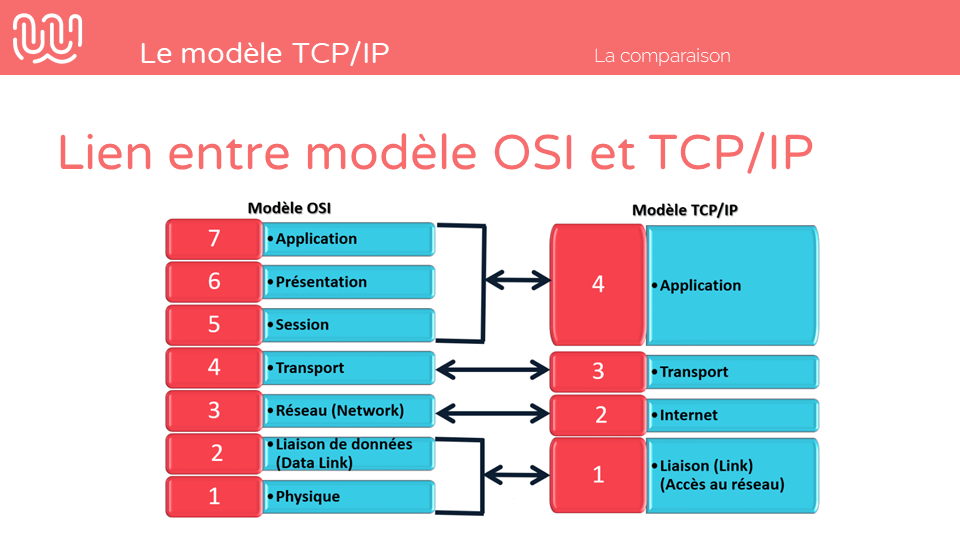 Le modèle TCP/IP
La comparaison
Lien entre modèle OSI et TCP/IP
Modèle OSI
7
• Application
6
• Présentation
5
• Session
4
• Transport
3
• Réseau (Network)
2
• Liaison de données
(Data Link)
1
• Physique
Modèle TCP/IP
4
• Application
3
• Transport
2
• Internet
1
• Liaison (Link)
(Accès au réseau)